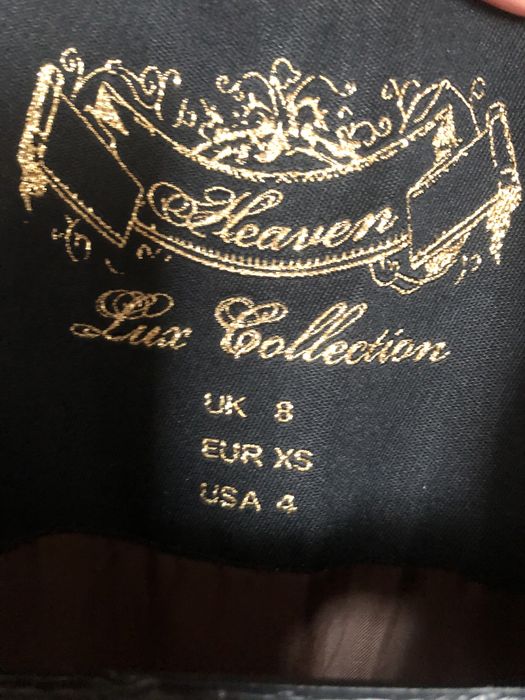 Heaven
Lux Collection
UK 8
EUR XS
USA 4